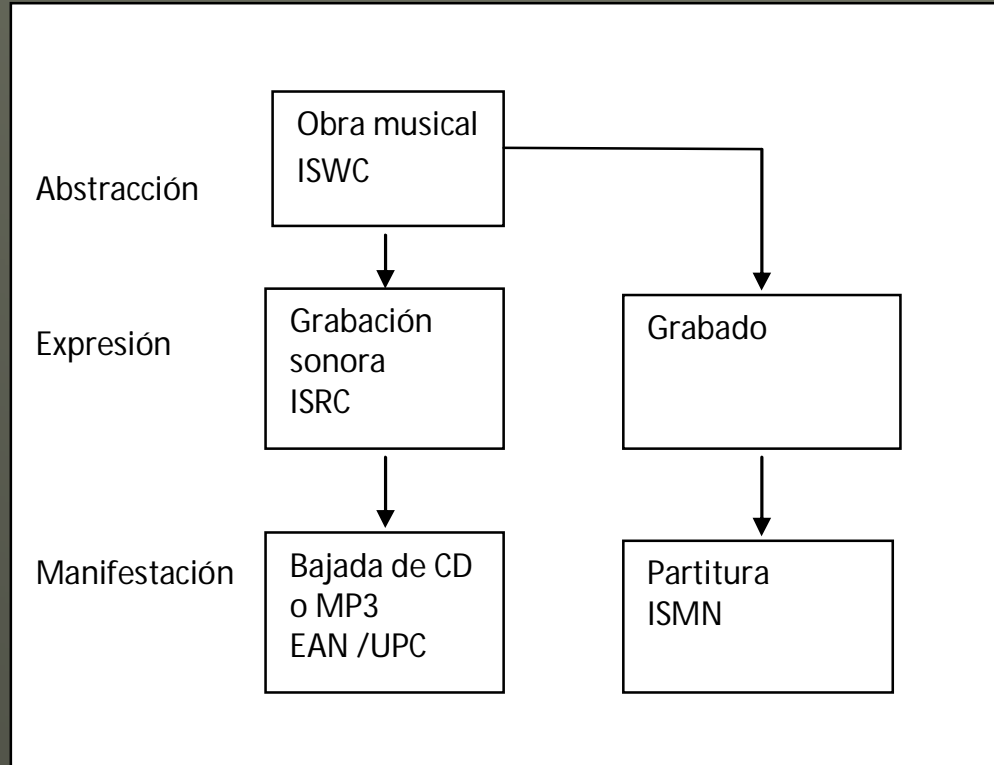 Obra musical
ISWC
Abstracción
Expresión
Grabación
sonora
ISRC
Grabado
Manifestación
Bajada de CD
o MP3
EAN /UPC
Partitura
ISMN